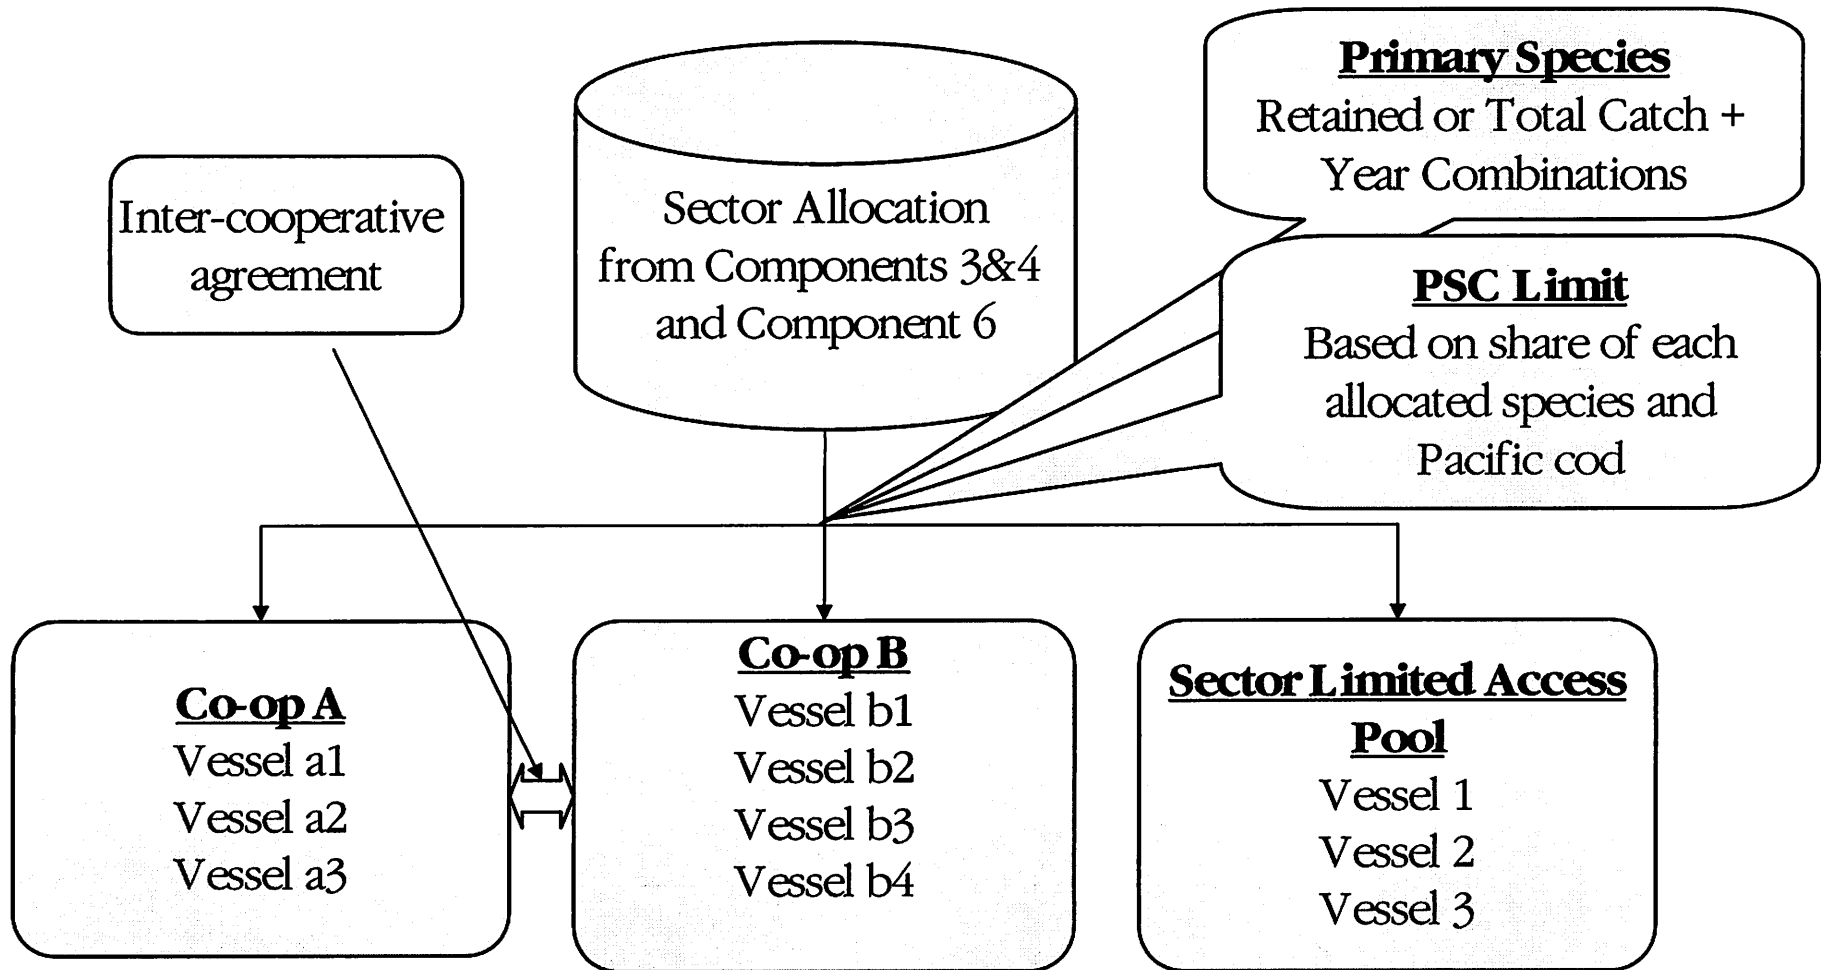 Primary Species
Retained or Total Catch +
Year Combinations
Inter-cooperative
agreement
Sector Allocation
from Components 3&4
and Component 6
PSC Limit
Based on share of each
allocated species and
Pacific cod
Co-op A
Vessel a1
Vessel a2
Vessel a3
Co-op B
Vessel b1
Vessel b2
Vessel b3
Vessel b4
Sector Limited Access
Pool
Vessel 1
Vessel 2
Vessel 3